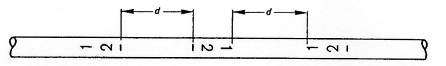 d d
1 2 – – 2 1 – 1 2 –